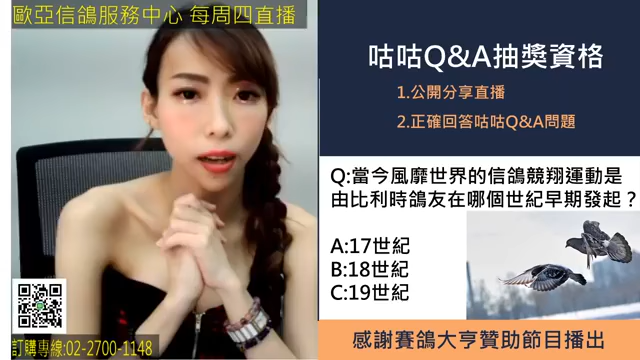 歐亞信鴿服務中心 每周四直播
訂購專線:02-2700-1148
咕咕Q&A抽獎資格
1.公開分享直播
2.正確回答咕咕Q&A問題
Q:當今風靡世界的信鴿競翔運動是
由比利時鴿友在哪個世紀早期發起？
A:17世紀
B:18世紀
C:19世紀
感謝賽鴿大亨贊助節目播出